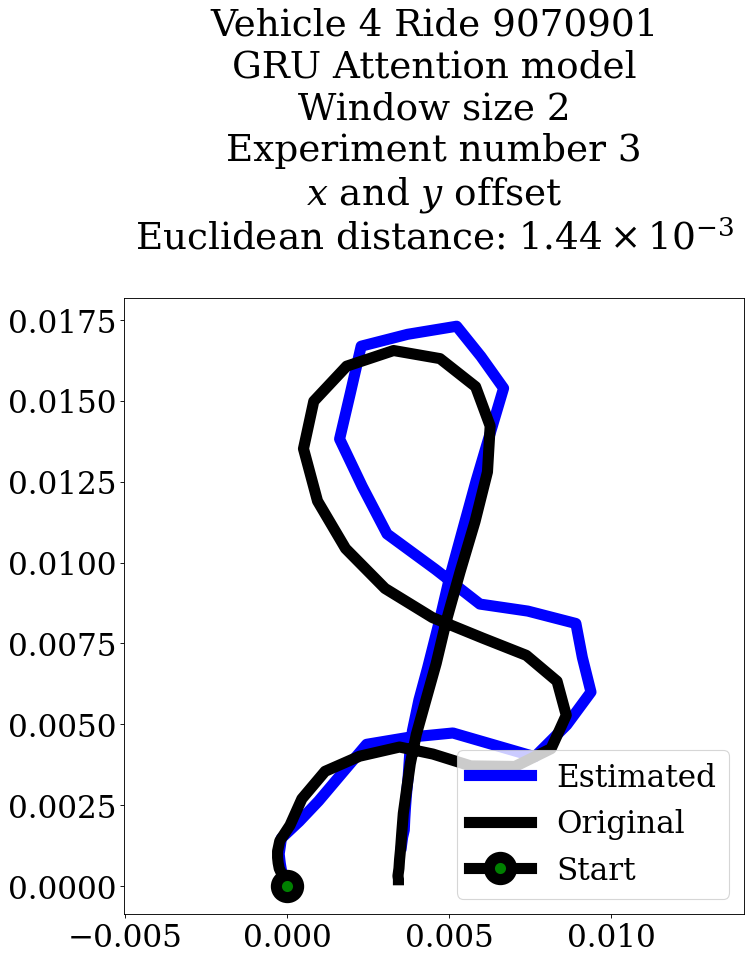 Vehicle 4 Ride 9070901
GRU Attention model
Window size 2
Experiment number 3
x and y offset
Euclidean distance: 1.44 × 10⁻³
0.0175
0.0150
0.0125
0.0100
0.0075
0.0050
0.0025
0.0000
Estimated
Original
Start
−0.005 0.000 0.005 0.010